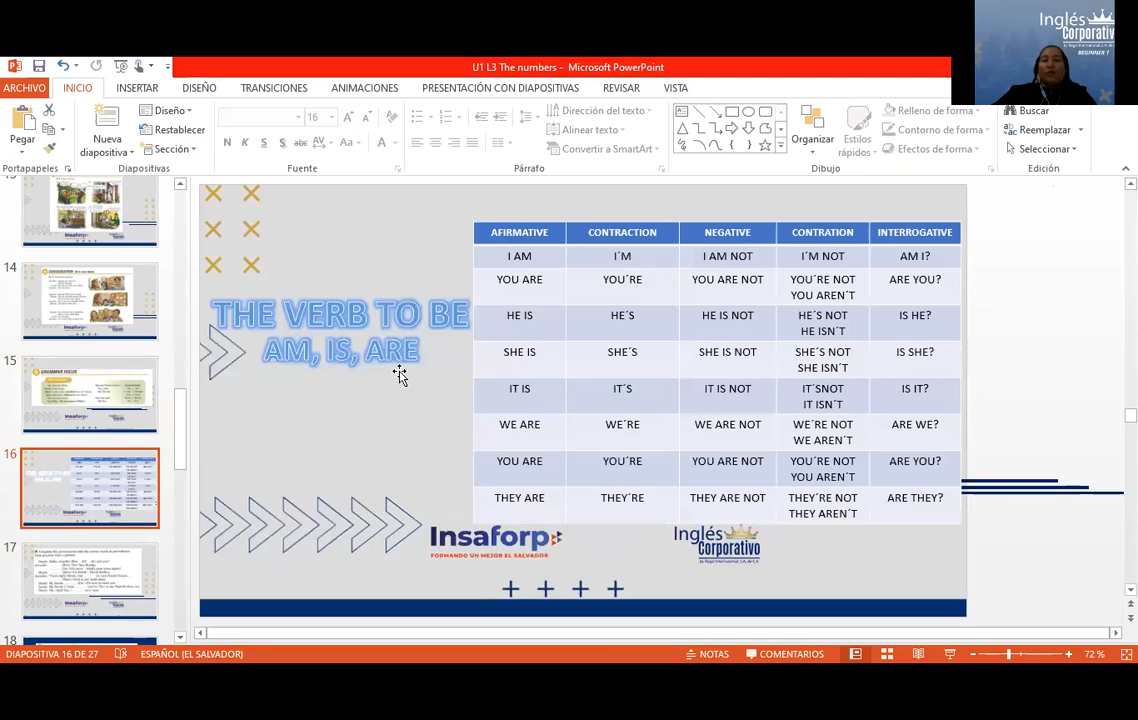 Inglés
Corporativo
BEGINNER 1
U1 L3 The numbers - Microsoft PowerPoint
ARCHIVO INICIO INSERTAR DISEÑO TRANSICIONES ANIMACIONES PRESENTACIÓN CON DIAPOSITIVAS REVISAR VISTA
Pegar
Nueva diapositiva
Diseño
Restablecer
Sección
16
N K S S abc AV Aa A
Dirección del texto
Alinear texto
Convertir a SmartArt
Organizar
Estilos rápidos
Relleno de forma
Contorno de forma
Efectos de forma
Buscar
Reemplazar
Seleccionar
Portapapeles Diapositivas Fuente Párrafo Dibujo Edición
14
15
GRAMMAR FOCUS
16
17
18
THE VERB TO BE
AM, IS, ARE
AFIRMATIVE CONTRACTION NEGATIVE CONTRATION INTERROGATIVE
I AM I´M I AM NOT I´M NOT AM I?
YOU ARE YOU´RE YOU ARE NOT YOU´RE NOT ARE YOU?
YOU AREN´T
HE IS HE´S HE IS NOT HE´S NOT IS HE?
HE ISN´T
SHE IS SHE´S SHE IS NOT SHE´S NOT IS SHE?
SHE ISN´T
IT IS IT´S IT IS NOT IT´SNOT IS IT?
IT ISN´T
WE ARE WE´RE WE ARE NOT WE´RE NOT ARE WE?
WE AREN´T
YOU ARE YOU´RE YOU ARE NOT YOU´RE NOT ARE YOU?
YOU AREN´T
THEY ARE THEY´RE THEY ARE NOT THEY´RE NOT ARE THEY?
THEY AREN´T
Insaforp
FORMANDO UN MEJOR EL SALVADOR
Inglés
Corporativo
DIAPOSITIVA 16 DE 27 ESPAÑOL (EL SALVADOR) NOTAS COMENTARIOS 72 %